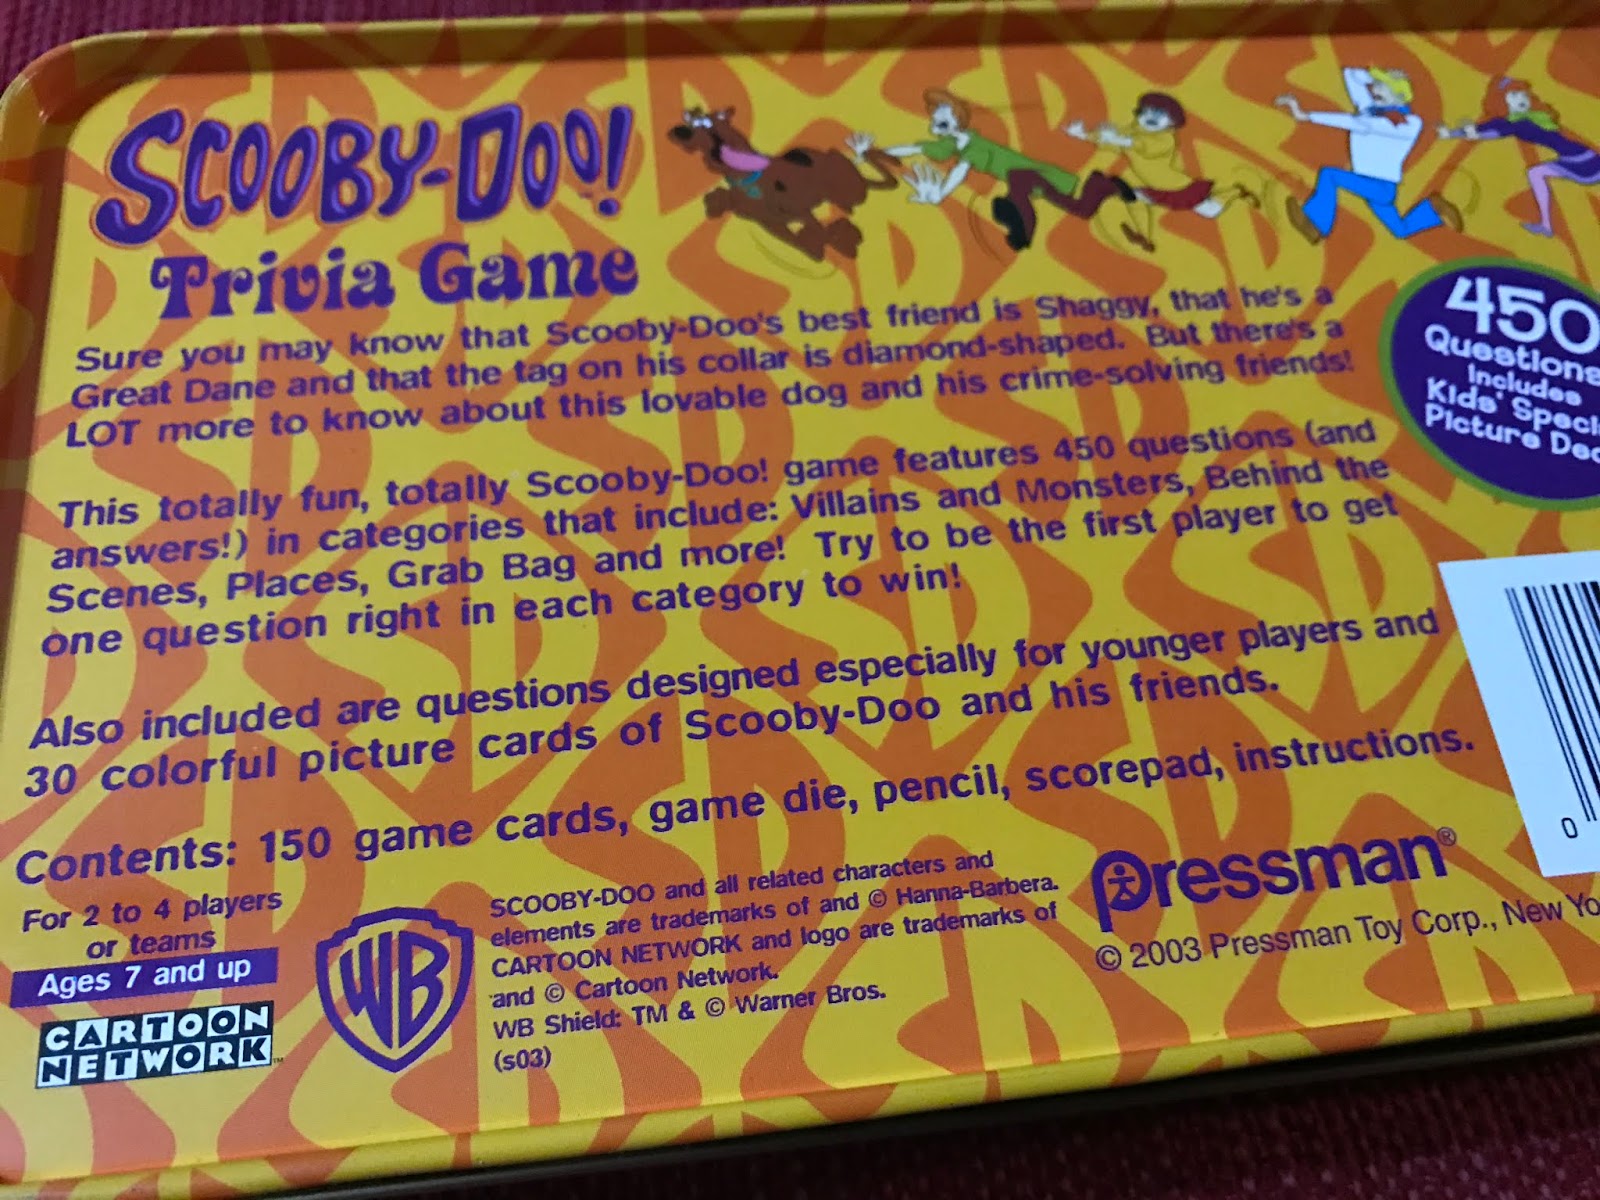 SCOOBY-DOO!
Trivia Game
Sure you may know that Scooby-Doo's best friend is Shaggy, that he's a
Great Dane and that the tag on his collar is diamond-shaped. But there's a
LOT more to know about this lovable dog and his crime-solving friends!
450
Questions
Includes
Kids'
Picture
This totally fun, totally Scooby-Doo! game features 450 questions (and
answers!) in categories that include: Villains and Monsters, Behind the
Scenes, Places, Grab Bag and more! Try to be the first player to get
one question right in each category to win!
Also included are questions designed especially for younger players and
30 colorful picture cards of Scooby-Doo and his friends.
Contents: 150 game cards, game die, pencil, scorepad, instructions.
0
For 2 to 4 players
or teams
Ages 7 and up
CARTOON
NETWORK™
WB
SCOOBY-DOO and all related characters and
elements are trademarks of and © Hanna-Barbera.
CARTOON NETWORK and logo are trademarks of
and © Cartoon Network.
WB Shield: TM & © Warner Bros.
(s03)
Pressman®
© 2003 Pressman Toy Corp., New